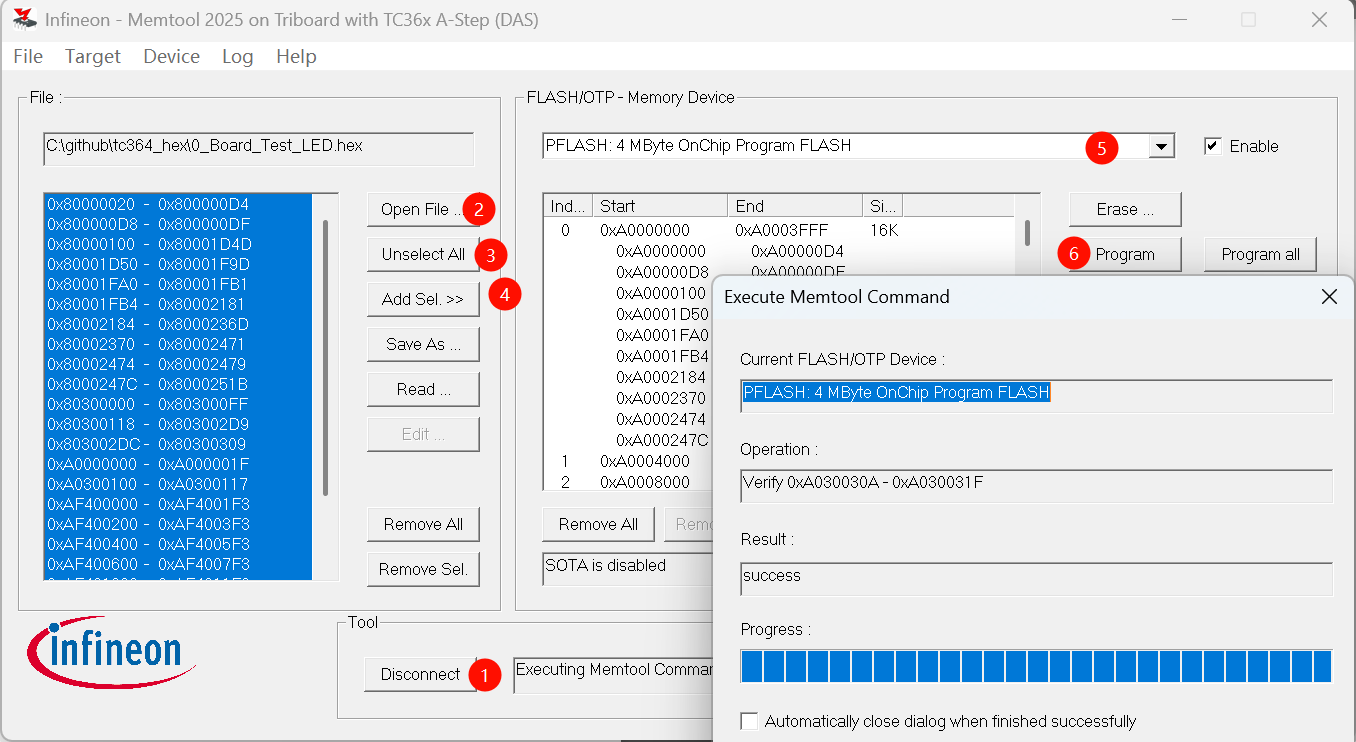 Infineon - Memtool 2025 on Triboard with TC36x A-Step (DAS)
File Target Device Log Help
File :
C:\github\tc364_hex\0_Board_Test_LED.hex
0x80000020 - 0x800000D4
0x800000D8 - 0x800000DF
0x80000100 - 0x80001D4D
0x80001D50 - 0x80001F9D
0x80001FA0 - 0x80001FB1
0x80001FB4 - 0x80002181
0x80002184 - 0x8000236D
0x80002370 - 0x80002471
0x80002474 - 0x80002479
0x8000247C - 0x8000251B
0x80300000 - 0x803000FF
0x80300118 - 0x803002D9
0x803002DC - 0x80300309
0xA0000000 - 0xA000001F
0xA0300100 - 0xA0300117
0xAF400000 - 0xAF4001F3
0xAF400200 - 0xAF4003F3
0xAF400400 - 0xAF4005F3
0xAF400600 - 0xAF4007F3
Open File ... 2
Unselect All 3
Add Sel. >> 4
Save As ...
Read ...
Edit ...
Remove All
Remove Sel.
FLASH/OTP - Memory Device
PFLASH: 4 MByte OnChip Program FLASH 5
Enable
Ind... Start End Si...
0 0xA0000000 0xA0003FFF 16K
0xA0000000 0xA00000D4
0xA00000D8 0xA00000DF
0xA0000100
0xA0001D50
0xA0001FA0
0xA0001FB4
0xA0002184
0xA0002370
0xA0002474
0xA000247C
1 0xA0004000
2 0xA0008000
Erase ...
6 Program
Program all
Remove All
SOTA is disabled
infineon
Tool
Disconnect 1
Executing Memtool
Execute Memtool Command
Current FLASH/OTP Device :
PFLASH: 4 MByte OnChip Program FLASH
Operation :
Verify 0xA030030A - 0xA030031F
Result :
success
Progress :
Automatically close dialog when finished successfully